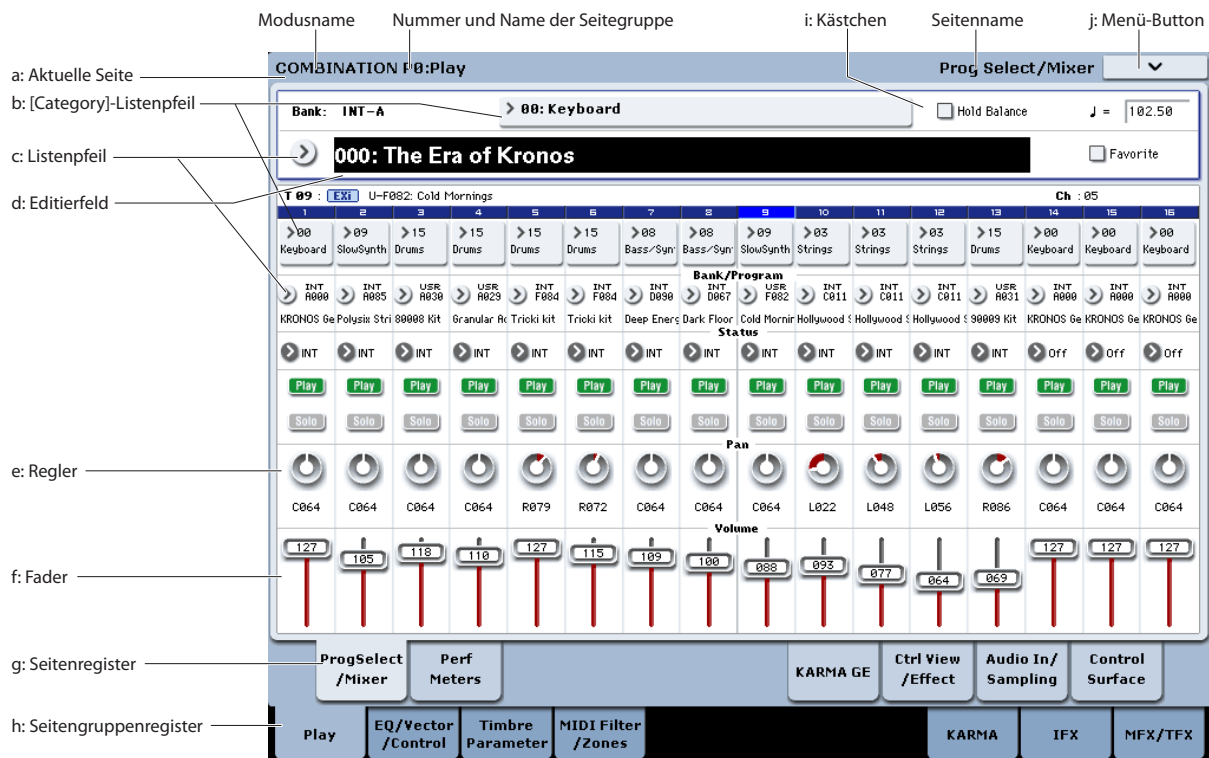 Modusname Nummer und Name der Seitegruppe i: Kästchen Seitenname j: Menü-Button
a: Aktuelle Seite
b: [Category]-Listenpfeil
c: Listenpfeil
d: Editierfeld
e: Regler
f: Fader
g: Seitenregister
h: Seitengruppenregister
COMBINATION P0:Play Prog Select/Mixer
Bank: INT-A 00: Keyboard Hold Balance ♩ = 102.50
000: The Era of Kronos Favorite
T 09 : EXi U-F082: Cold Mornings Ch : 05
1 2 3 4 5 6 7 8 9 10 11 12 13 14 15 16
00 09 15 15 15 15 08 08 09 03 03 03 15 00 00 00
Keyboard SlowSynth Drums Drums Drums Drums Bass/Syn Bass/Syn SlowSynth Strings Strings Strings Drums Keyboard Keyboard Keyboard
Bank/Program
INT INT USR USR INT INT INT INT USR INT INT INT USR INT INT INT
A000 A085 A030 A029 F084 F084 D090 D067 F082 C011 C011 C011 A031 A000 A000 A000
KRONOS Ge Polysix Stri 80008 Kit Granular Ac Tricki kit Tricki kit Deep Energ Dark Floor Cold Mornin Hollywood S Hollywood S Hollywood S 90009 Kit KRONOS Ge KRONOS Ge KRONOS Ge
Status
INT INT INT INT INT INT INT INT INT INT INT INT INT Off Off Off
Play Play Play Play Play Play Play Play Play Play Play Play Play Play Play Play
Solo Solo Solo Solo Solo Solo Solo Solo Solo Solo Solo Solo Solo Solo Solo Solo
Pan
C064 C064 C064 C064 R079 R072 C064 C064 C064 L022 L048 L056 R086 C064 C064 C064
Volume
127 105 118 110 127 115 109 100 088 093 077 064 069 127 127 127
ProgSelect
/Mixer
Perf
Meters
KARMA GE
Ctrl View
/Effect
Audio In/
Sampling
Control
Surface
Play
EQ/Vector
/Control
Timbre
Parameter
MIDI Filter
/Zones
KARMA
IFX
MFX/TFX